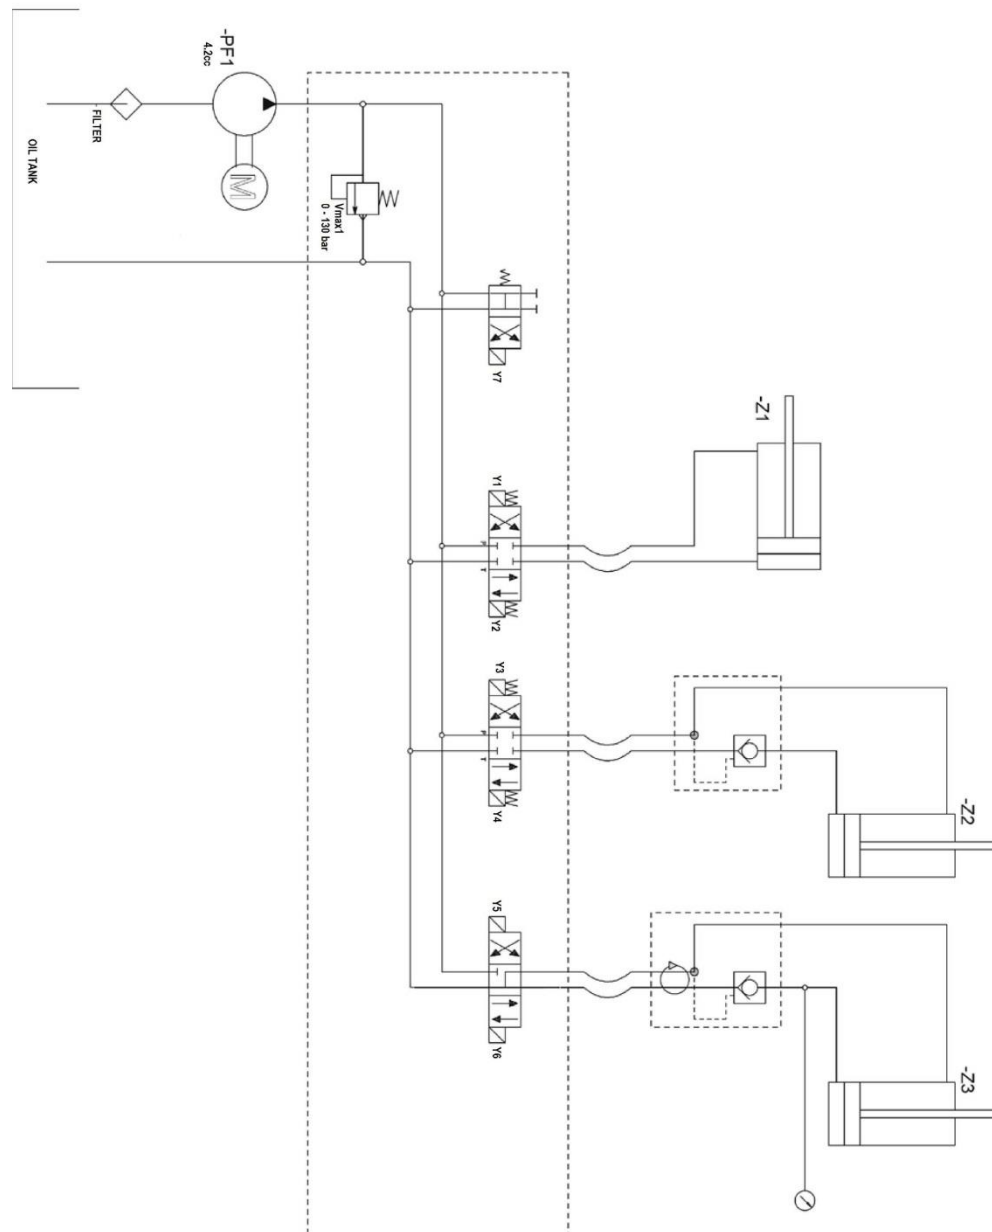 -PF1
4.2cc
- FILTER
OIL TANK
M
Vmax1
0 - 130 bar
Y7
-Z1
Y1
P
T
Y2
Y3
P
T
Y4
-Z2
Y5
Y6
-Z3